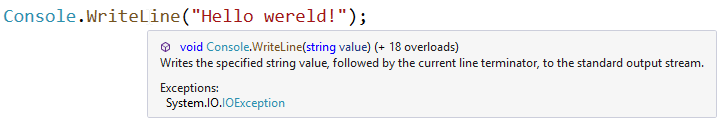 Console.WriteLine("Hello wereld!");
void Console.WriteLine(string value) (+ 18 overloads)
Writes the specified string value, followed by the current line terminator, to the standard output stream.
Exceptions:
System.IO.IOException